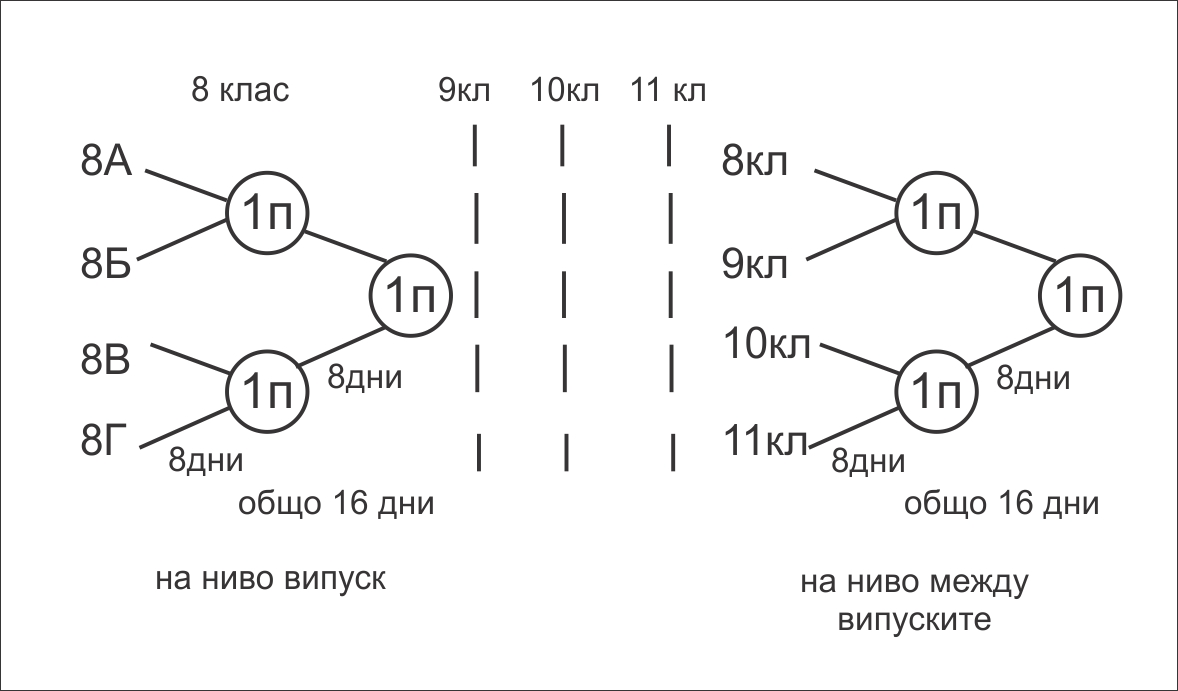 8 клас
9кл
10кл
11 кл
8А
8Б
8В
8Г
1п
1п
1п
8дни
8дни
общо 16 дни
на ниво випуск
8кл
9кл
10кл
11кл
1п
1п
1п
8дни
8дни
общо 16 дни
на ниво между
випуските